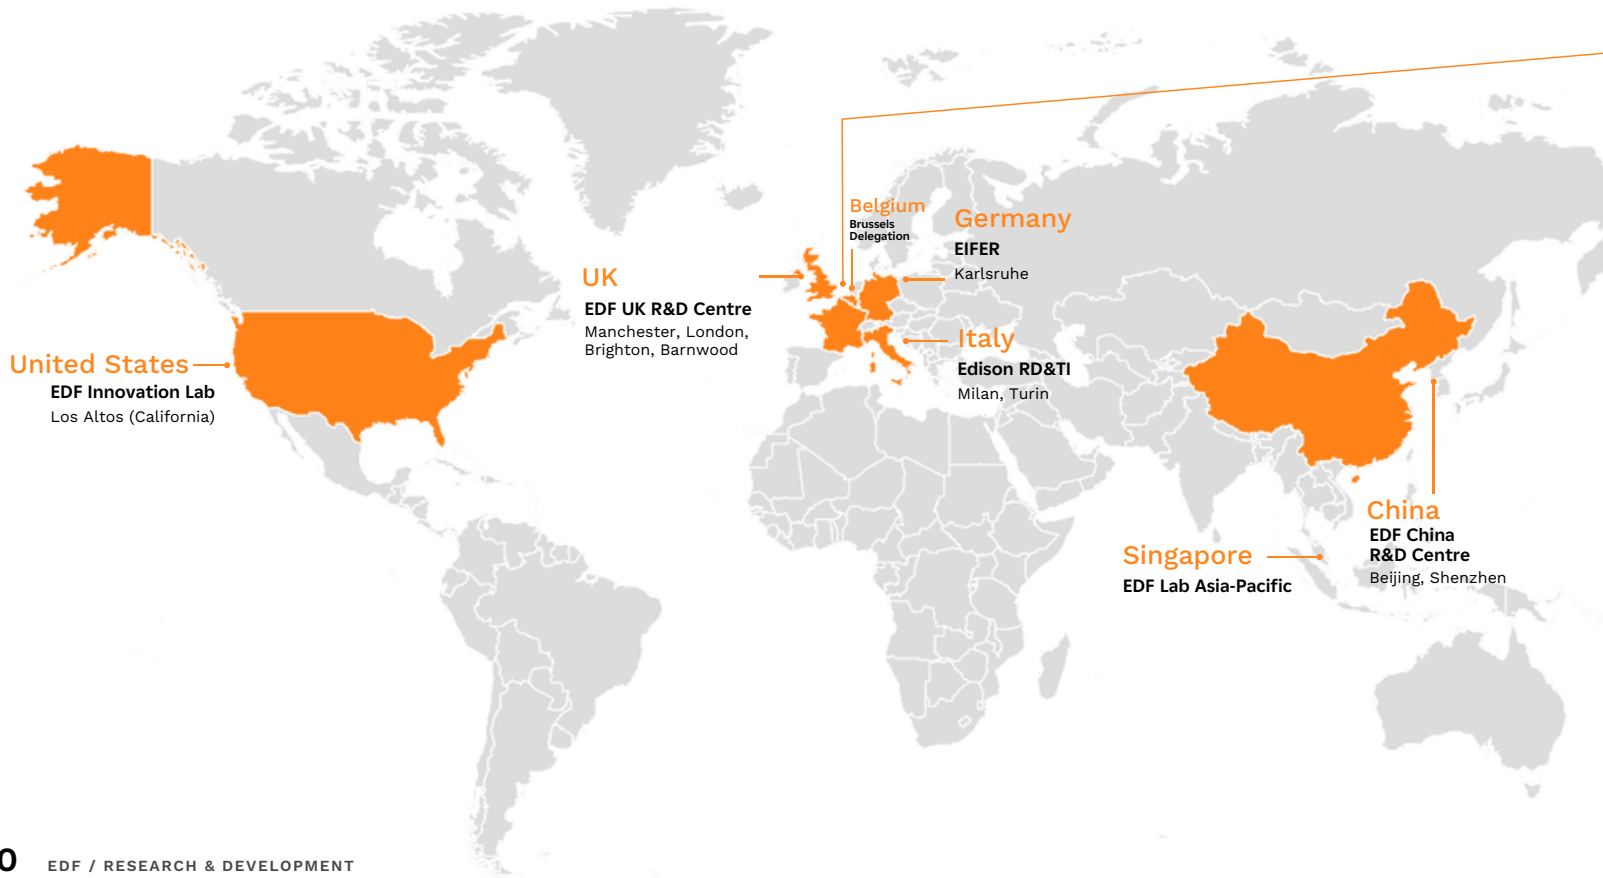 Belgium
Brussels
Delegation
Germany
EIFER
Karlsruhe
UK
EDF UK R&D Centre
Manchester, London,
Brighton, Barnwood
Italy
Edison RD&TI
Milan, Turin
United States
EDF Innovation Lab
Los Altos (California)
China
EDF China
R&D Centre
Beijing, Shenzhen
Singapore
EDF Lab Asia-Pacific
0 EDF / RESEARCH & DEVELOPMENT